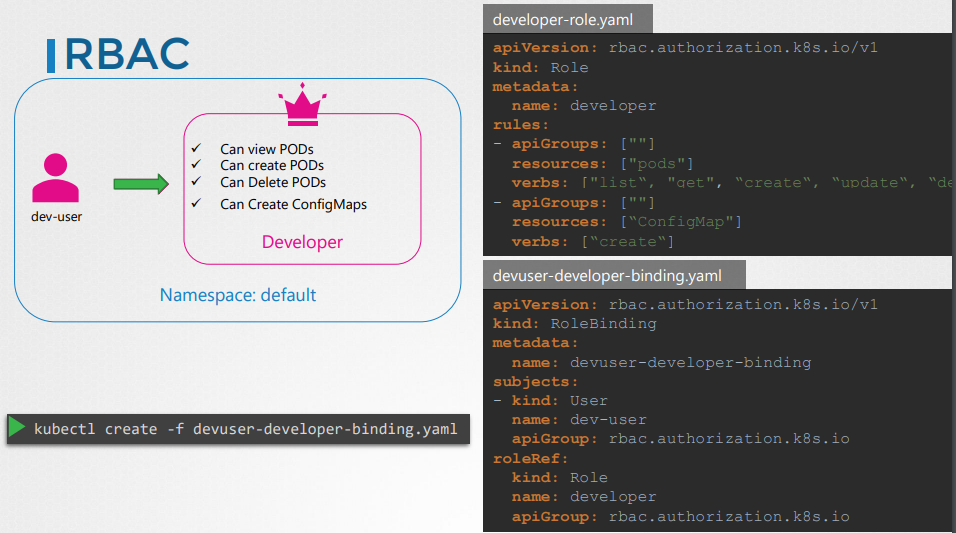 RBAC
dev-user
✓ Can view PODs
✓ Can create PODs
✓ Can Delete PODs
✓ Can Create ConfigMaps
Developer
Namespace: default
kubectl create -f devuser-developer-binding.yaml
developer-role.yaml
apiVersion: rbac.authorization.k8s.io/v1
kind: Role
metadata:
  name: developer
rules:
- apiGroups: [""]
  resources: ["pods"]
  verbs: ["list“, "get", “create“, “update“, “de
- apiGroups: [""]
  resources: [“ConfigMap"]
  verbs: [“create“]
devuser-developer-binding.yaml
apiVersion: rbac.authorization.k8s.io/v1
kind: RoleBinding
metadata:
  name: devuser-developer-binding
subjects:
- kind: User
  name: dev-user
  apiGroup: rbac.authorization.k8s.io
roleRef:
  kind: Role
  name: developer
  apiGroup: rbac.authorization.k8s.io